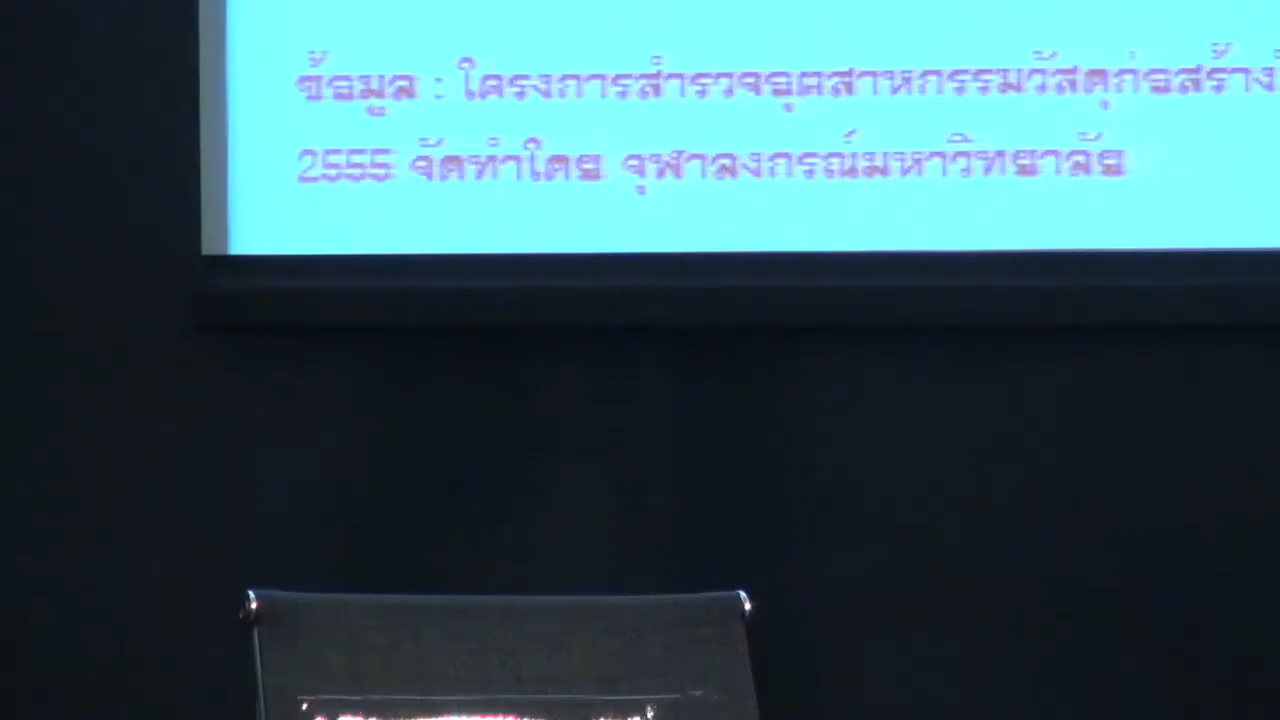 ข้อมูล : โครงการสำรวจอุตสาหกรรมวัสดุก่อสร้าง
2555 จัดทำโดย จุฬาลงกรณ์มหาวิทยาลัย